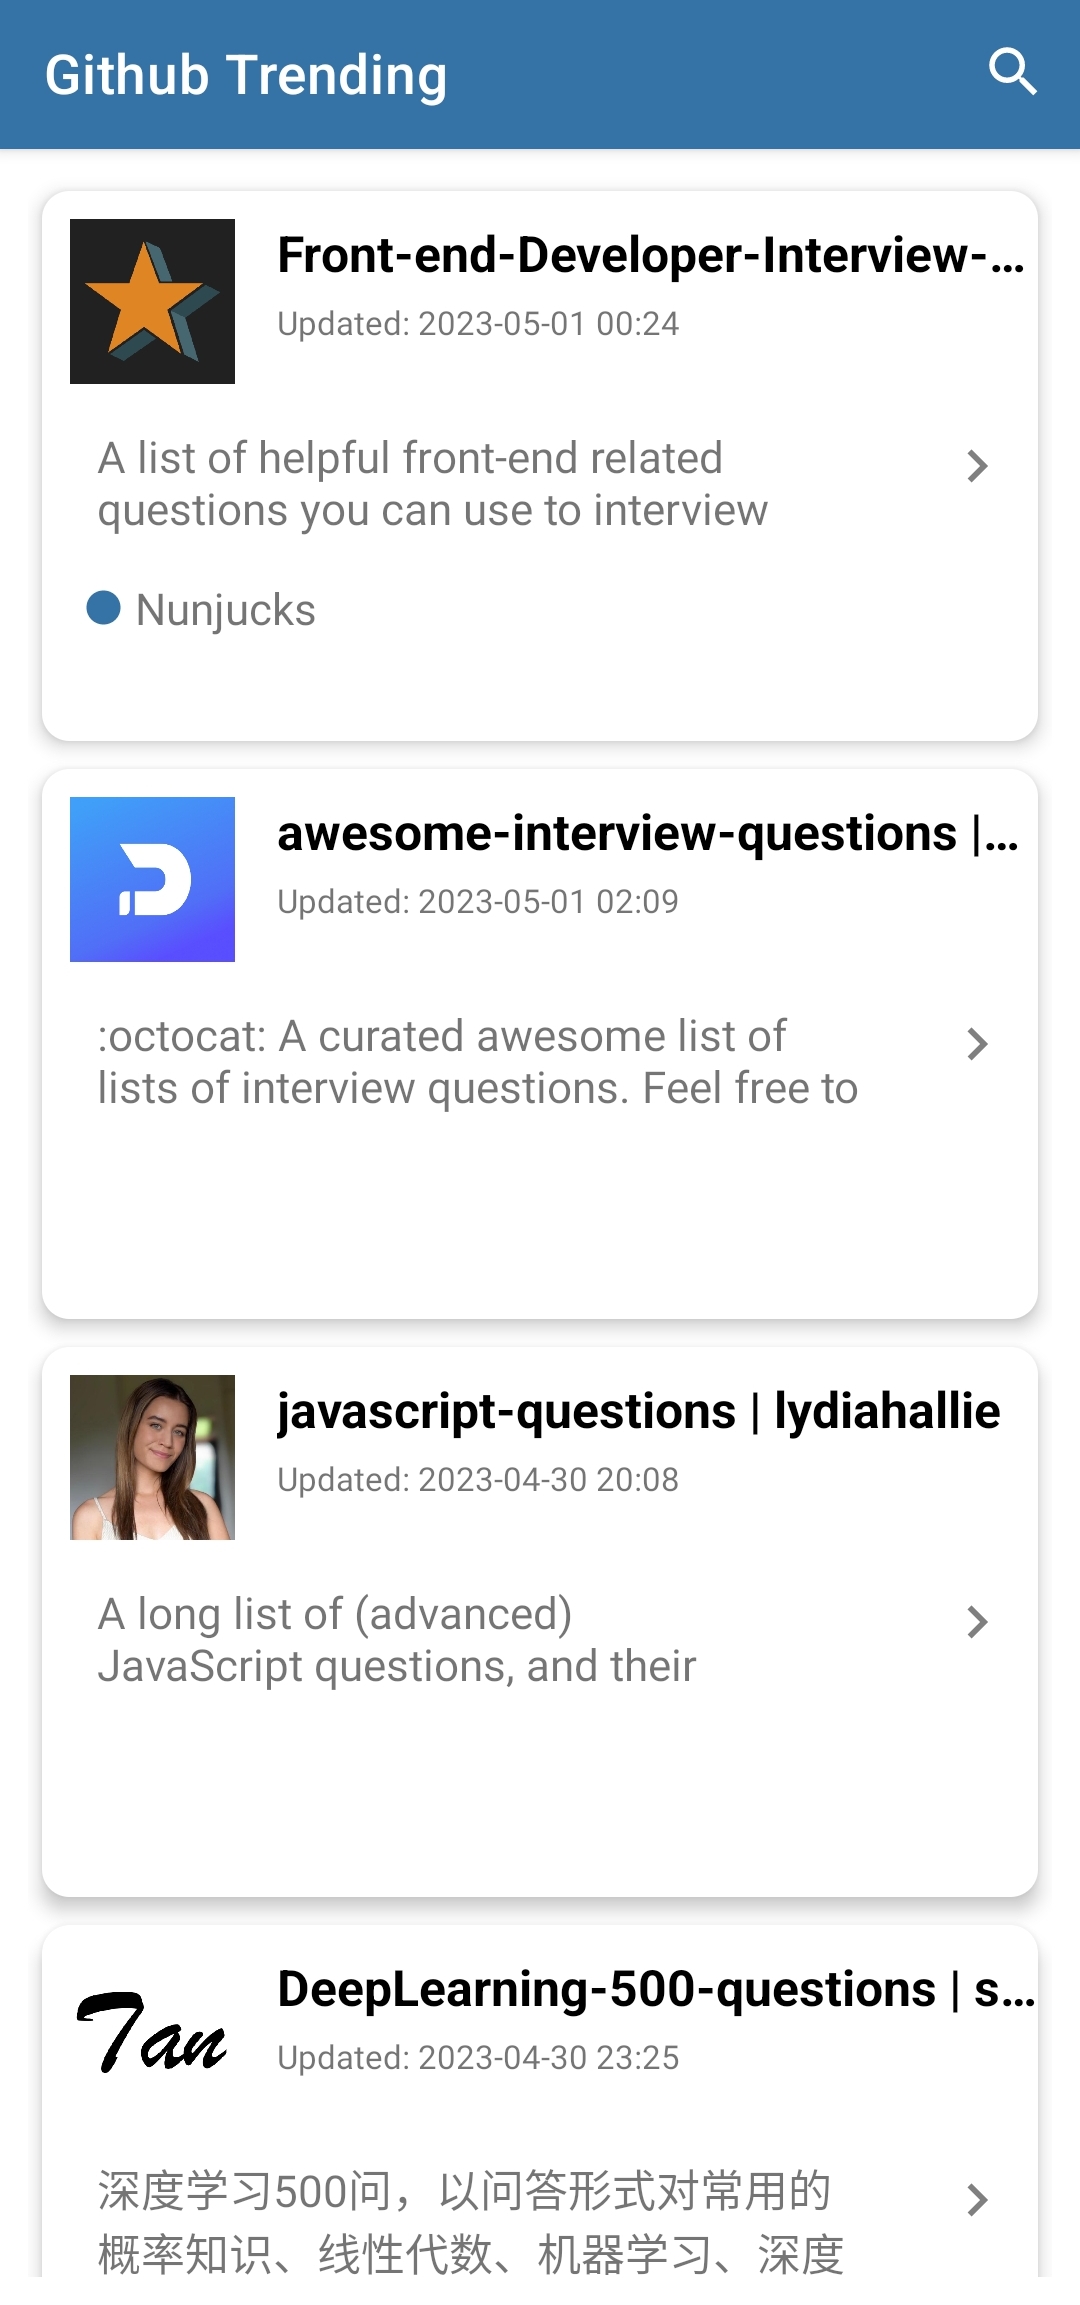 Github Trending
Front-end-Developer-Interview-...
Updated: 2023-05-01 00:24
A list of helpful front-end related
questions you can use to interview
Nunjucks
awesome-interview-questions |...
Updated: 2023-05-01 02:09
:octocat: A curated awesome list of
lists of interview questions. Feel free to
javascript-questions | lydiahallie
Updated: 2023-04-30 20:08
A long list of (advanced)
JavaScript questions, and their
Tan
DeepLearning-500-questions | s...
Updated: 2023-04-30 23:25
深度学习500问，以问答形式对常用的
概率知识、线性代数、机器学习、深度